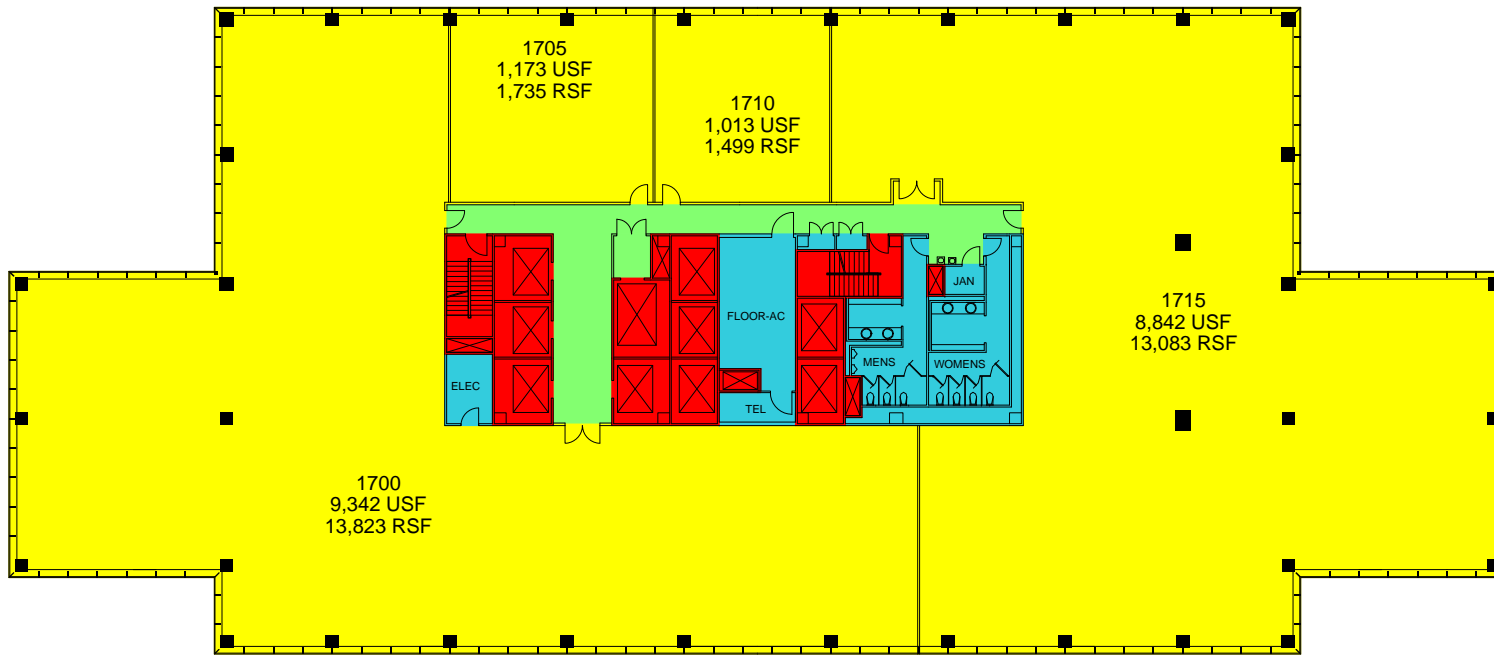 1705
1,173 USF
1,735 RSF
1710
1,013 USF
1,499 RSF
JAN
1715
8,842 USF
13,083 RSF
FLOOR-AC
MENS
WOMENS
ELEC
TEL
1700
9,342 USF
13,823 RSF